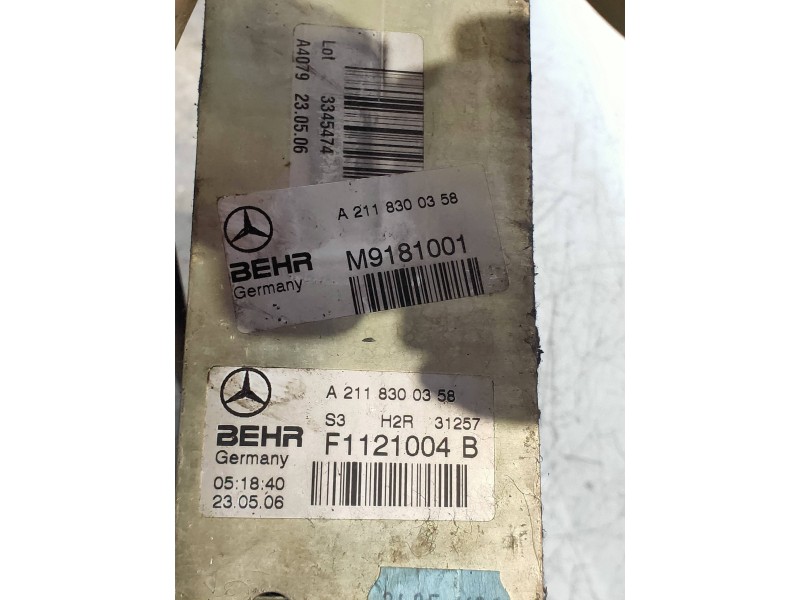 Lot 3345474
A4079 23.05.06
A 211 830 03 58
BEHR M9181001
Germany
A 211 830 03 58
S3 H2R 31257
BEHR F1121004 B
Germany
05:18:40
23.05.06